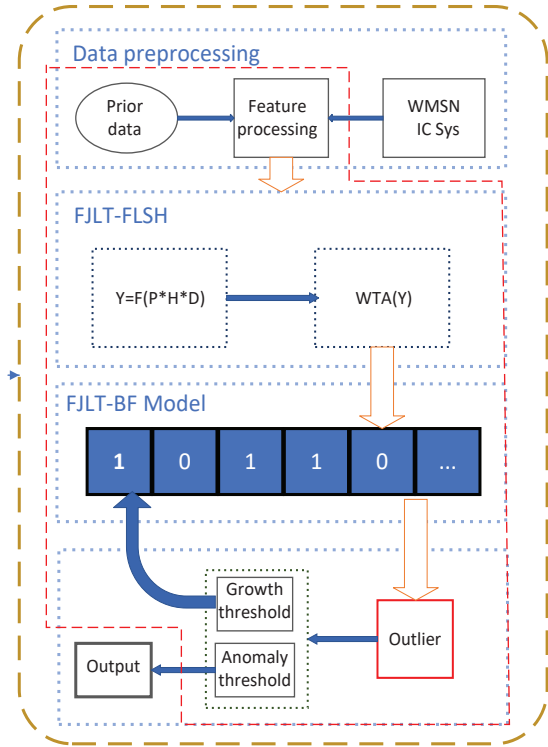 Data preprocessing
Prior
data
Feature
processing
WMSN
IC Sys
FJLT-FLSH
Y=F(P*H*D)
WTA(Y)
FJLT-BF Model
1 0 1 1 0 ...
Growth
threshold
Outlier
Anomaly
threshold
Output